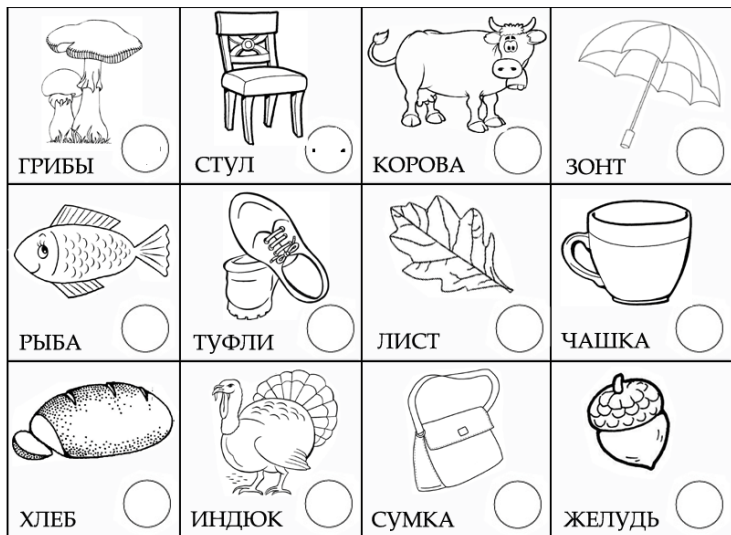 ГРИБЫ
СТУЛ
КОРОВА
ЗОНТ
РЫБА
ТУФЛИ
ЛИСТ
ЧАШКА
ХЛЕБ
ИНДЮК
СУМКА
ЖЕЛУДЬ